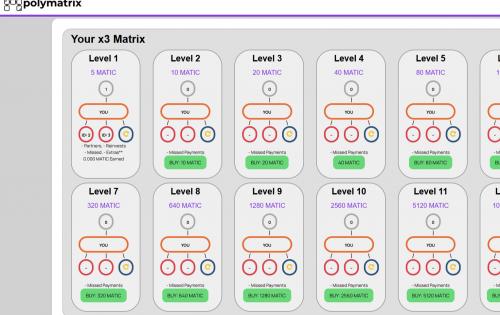 polymatrix
Your x3 Matrix
Level 1
5 MATIC
1
YOU
- Partners, - Reinvests
- Missed, - Extras**
0.000 MATIC Earned
Level 2
10 MATIC
0
YOU
- Missed Payments
BUY: 10 MATIC
Level 3
20 MATIC
0
YOU
- Missed Payments
BUY: 20 MATIC
Level 4
40 MATIC
0
YOU
- Missed Payments
40 MATIC
Level 5
80 MATIC
0
YOU
- Missed Payments
BUY: 80 MATIC
Level 7
320 MATIC
0
YOU
- Missed Payments
BUY: 320 MATIC
Level 8
640 MATIC
0
YOU
- Missed Payments
BUY: 640 MATIC
Level 9
1280 MATIC
0
YOU
- Missed Payments
BUY: 1280 MATIC
Level 10
2560 MATIC
0
YOU
- Missed Payments
BUY: 2560 MATIC
Level 11
5120 MATIC
0
YOU
- Missed Payments
BUY: 5120 MATIC